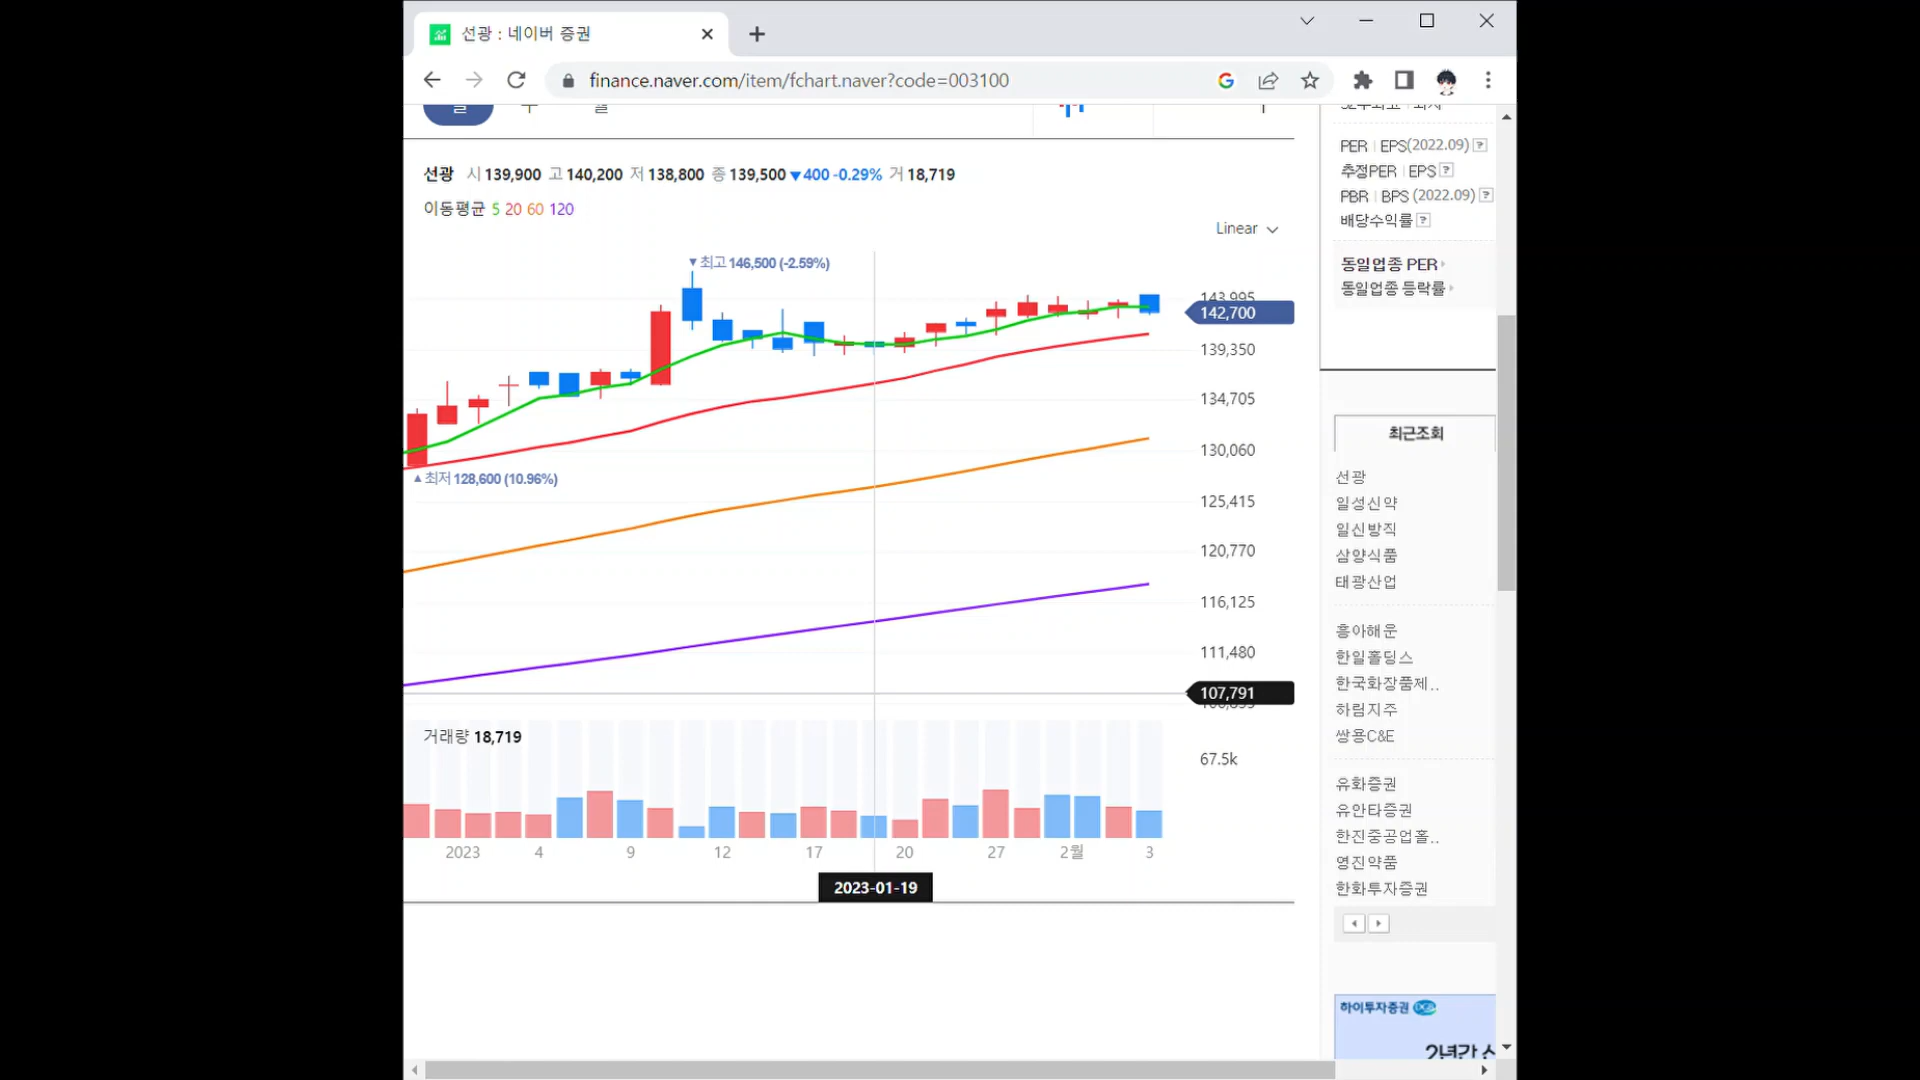 선광 : 네이버 증권
finance.naver.com/item/fchart.naver?code=003100
선광 시 139,900 고 140,200 저 138,800 종 139,500 ▼400 -0.29% 거 18,719
이동평균 5 20 60 120
Linear
▼최고 146,500 (-2.59%)
143,995
142,700
139,350
134,705
130,060
▲최저 128,600 (10.96%)
125,415
120,770
116,125
111,480
107,791
거래량 18,719
67.5k
2023 4 9 12 17 20 27 2월 3
2023-01-19
PER | EPS(2022.09) ?
추정PER | EPS ?
PBR | BPS (2022.09) ?
배당수익률 ?
동일업종 PER
동일업종 등락률
최근조회
선광
일성신약
일신방직
삼양식품
태광산업
흥아해운
한일홀딩스
한국화장품제..
하림지주
쌍용C&E
유화증권
유안타증권
한진중공업홀..
영진약품
한화투자증권
하이투자증권 DGB
2년간